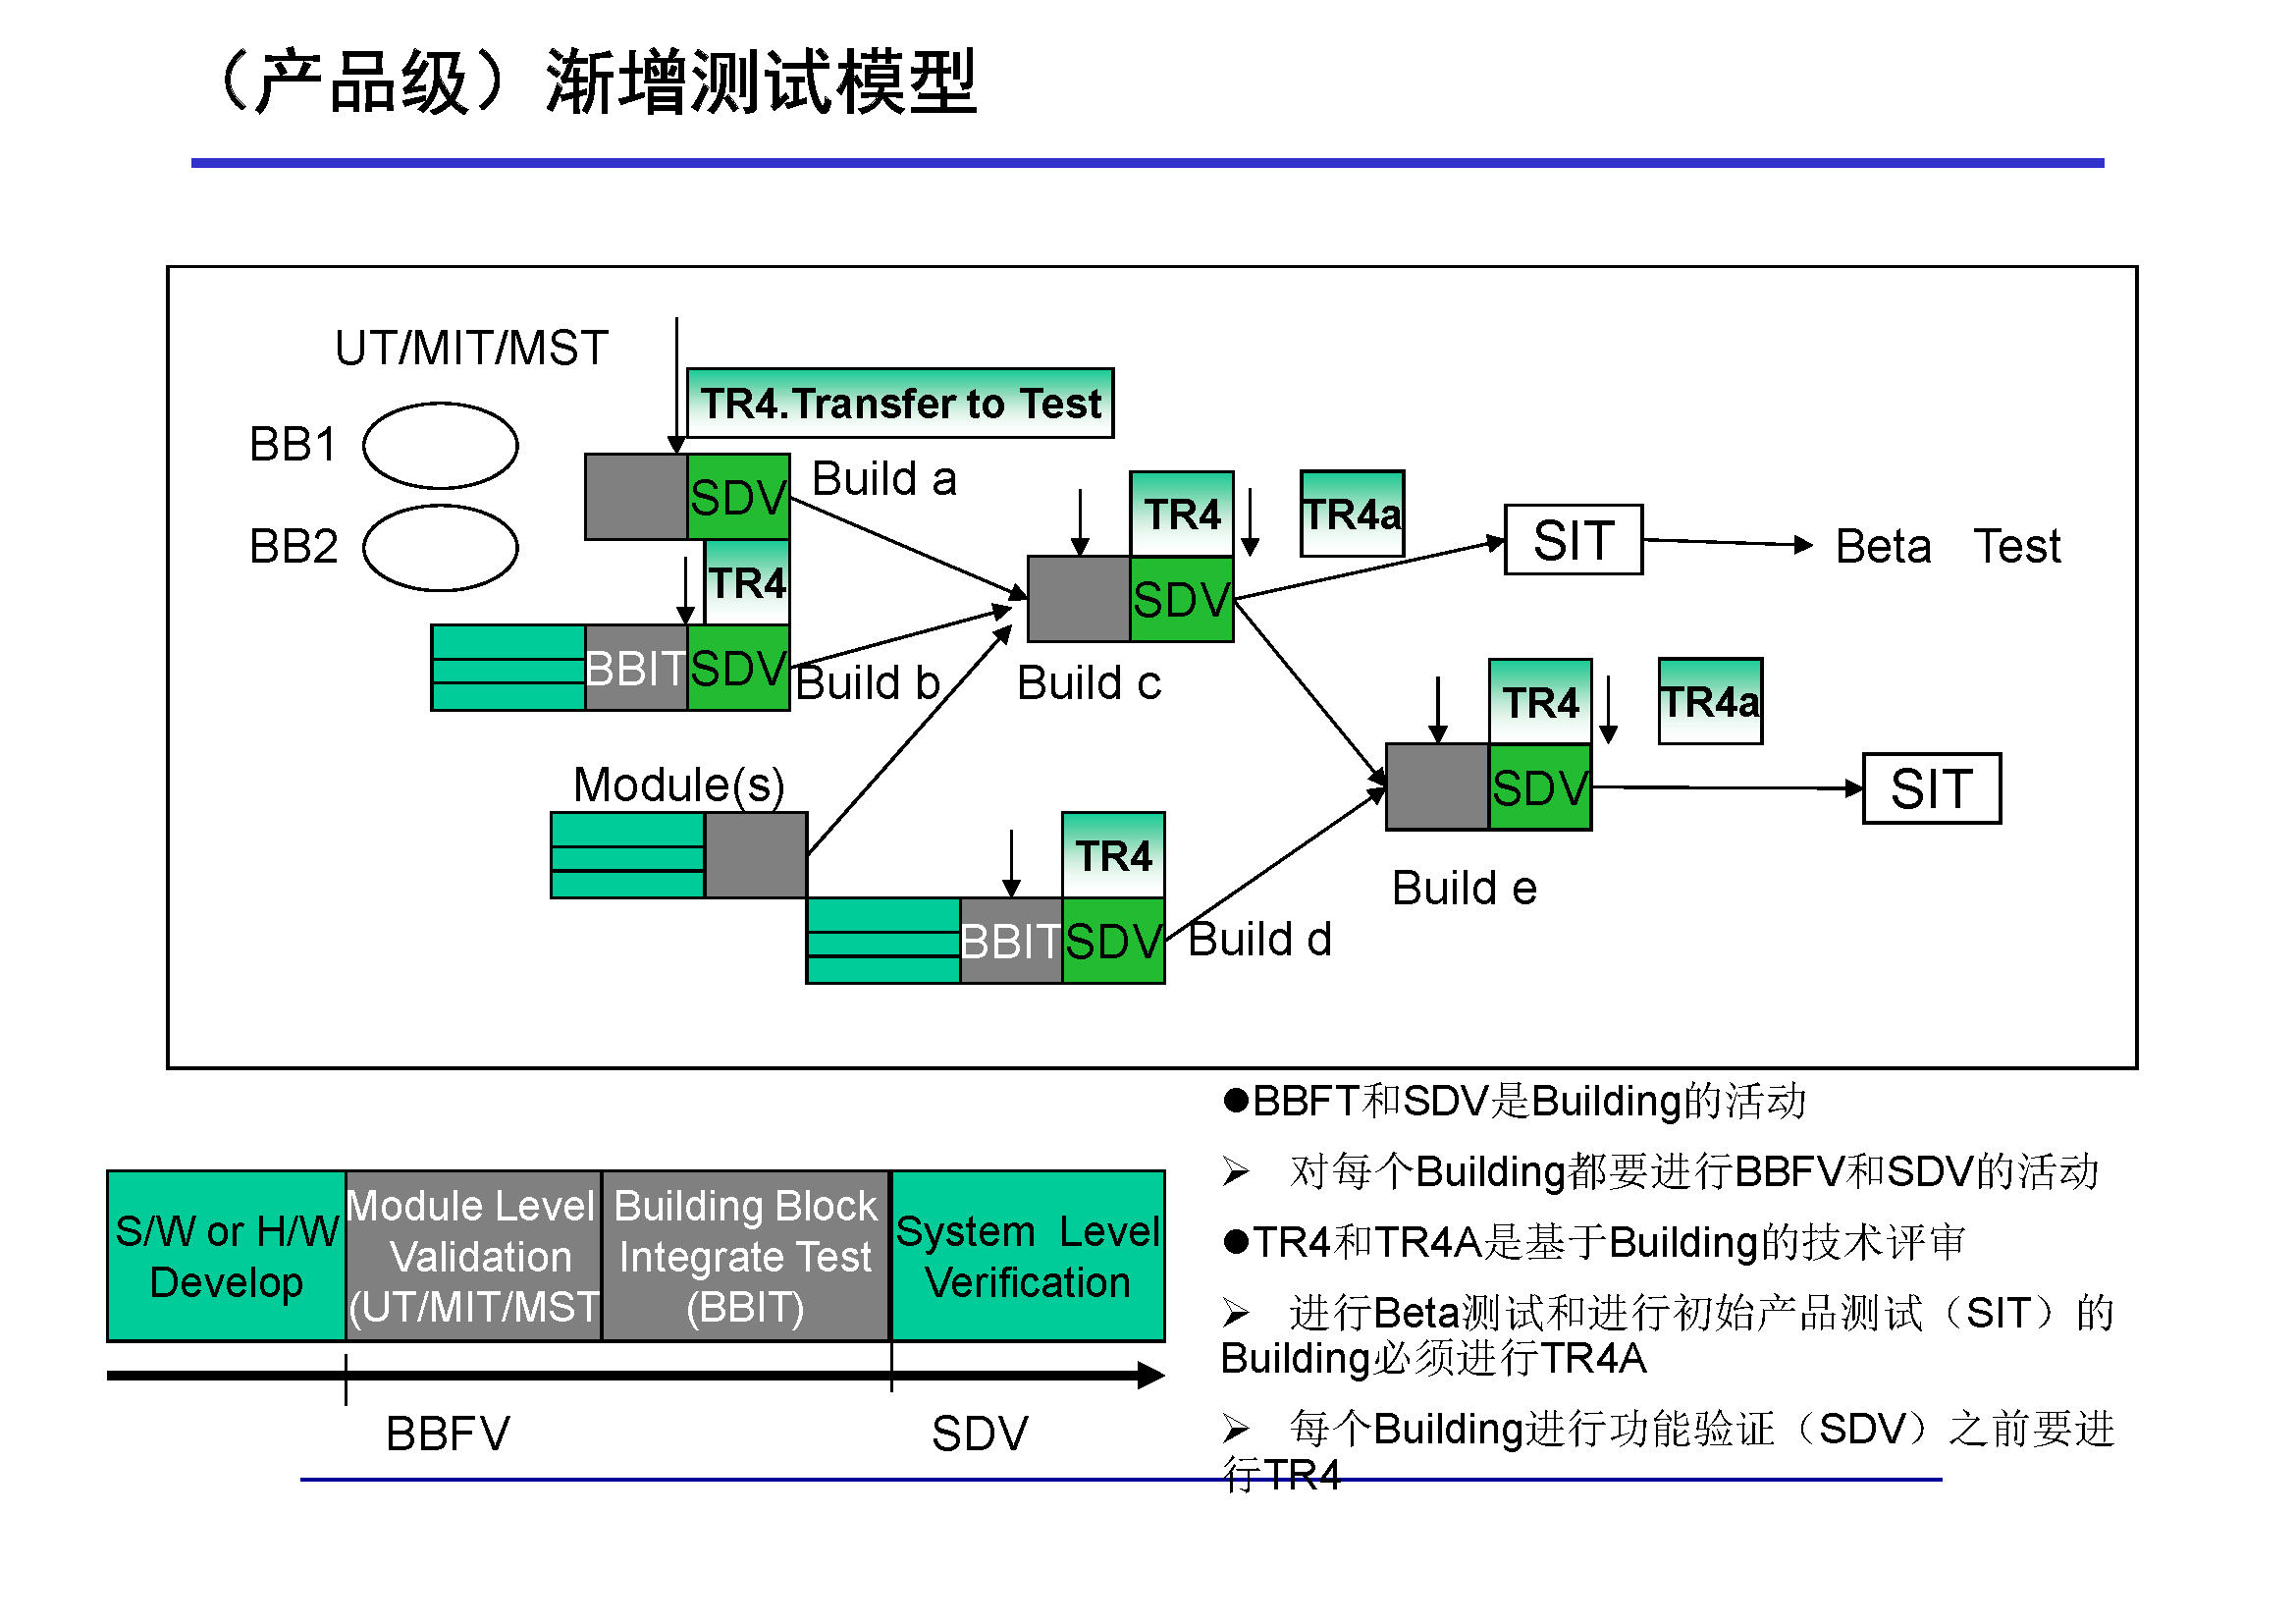 （产品级）渐增测试模型
UT/MIT/MST
TR4.Transfer to Test
BB1
SDV
Build a
TR4
TR4a
SIT
Beta Test
BB2
TR4
SDV
BBIT
SDV
Build b
Build c
TR4
TR4a
Module(s)
SDV
SIT
TR4
Build e
BBIT
SDV
Build d
●BBFT和SDV是Building的活动
➢ 对每个Building都要进行BBFV和SDV的活动
●TR4和TR4A是基于Building的技术评审
➢ 进行Beta测试和进行初始产品测试（SIT）的
Building必须进行TR4A
➢ 每个Building进行功能验证（SDV）之前要进
行TR4
S/W or H/W
Develop
Module Level
Validation
(UT/MIT/MST
Building Block
Integrate Test
(BBIT)
System Level
Verification
BBFV
SDV